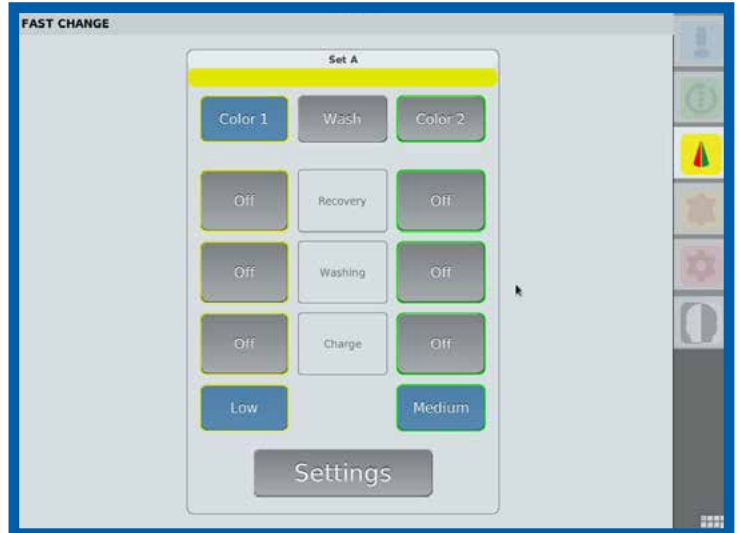 FAST CHANGE
Set A
Color 1 Wash Color 2
Off Recovery Off
Off Washing Off
Off Charge Off
Low Medium
Settings